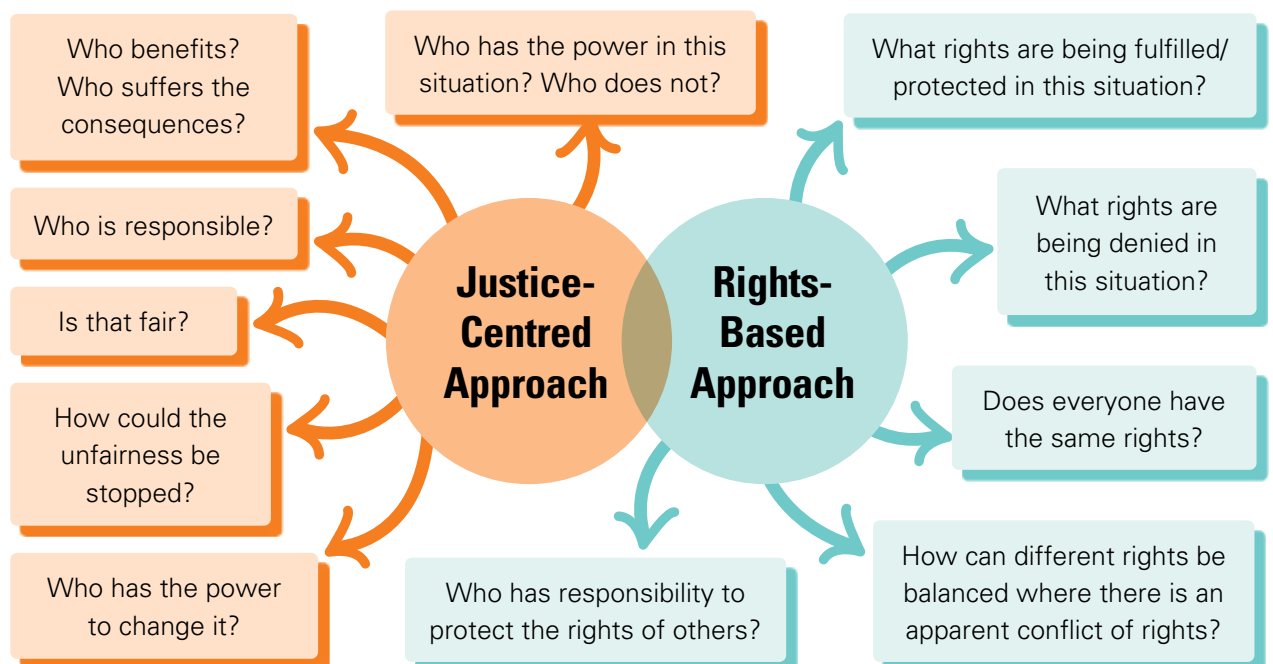 Who benefits?
Who suffers the
consequences?
Who has the power in this
situation? Who does not?
What rights are being fulfilled/
protected in this situation?
Who is responsible?
What rights are
being denied in
this situation?
Is that fair?
Justice-
Centred
Approach
Rights-
Based
Approach
How could the
unfairness be
stopped?
Does everyone have
the same rights?
Who has the power
to change it?
Who has responsibility to
protect the rights of others?
How can different rights be
balanced where there is an
apparent conflict of rights?